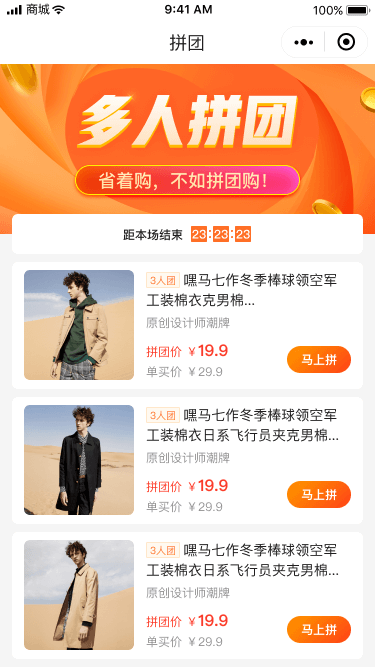 商城 9:41 AM 100%
拼团
多人拼团
省着购，不如拼团购！
距本场结束 23:23:23
3人团 嘿马七作冬季棒球领空军
工装棉衣克男棉...
原创设计师潮牌
拼团价 ￥19.9
单买价 ￥29.9
马上拼
3人团 嘿马七作冬季棒球领空军
工装棉衣日系飞行员夹克男棉...
原创设计师潮牌
拼团价 ￥19.9
单买价 ￥29.9
马上拼
3人团 嘿马七作冬季棒球领空军
工装棉衣日系飞行员夹克男棉...
原创设计师潮牌
拼团价 ￥19.9
单买价 ￥29.9
马上拼